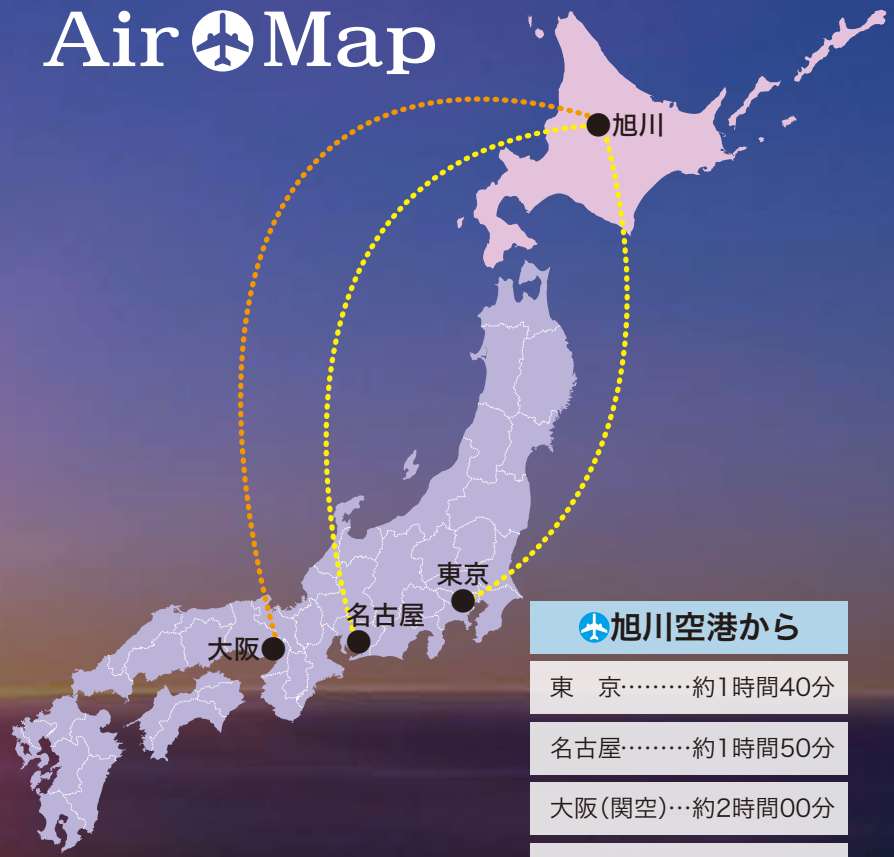 Air Map
旭川
東京
名古屋
大阪
旭川空港から
東　京………約1時間40分
名古屋………約1時間50分
大阪(関空)…約2時間00分